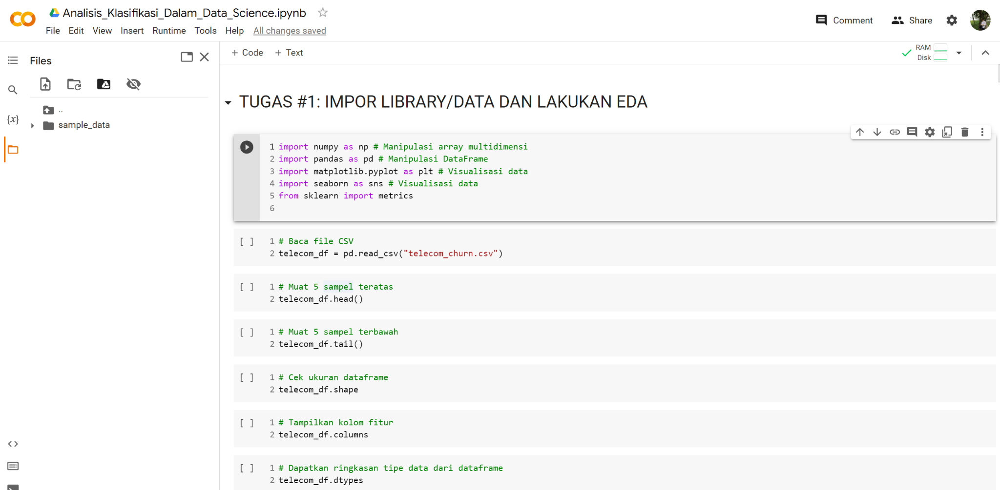 Analisis_Klasifikasi_Dalam_Data_Science.ipynb
File Edit View Insert Runtime Tools Help All changes saved
Comment Share
Files
+ Code + Text
RAM
Disk
..
sample_data
{x}
TUGAS #1: IMPOR LIBRARY/DATA DAN LAKUKAN EDA
1 import numpy as np # Manipulasi array multidimensi
2 import pandas as pd # Manipulasi DataFrame
3 import matplotlib.pyplot as plt # Visualisasi data
4 import seaborn as sns # Visualisasi data
5 from sklearn import metrics
6
[ ] 1 # Baca file CSV
2 telecom_df = pd.read_csv("telecom_churn.csv")
[ ] 1 # Muat 5 sampel teratas
2 telecom_df.head()
[ ] 1 # Muat 5 sampel terbawah
2 telecom_df.tail()
[ ] 1 # Cek ukuran dataframe
2 telecom_df.shape
[ ] 1 # Tampilkan kolom fitur
2 telecom_df.columns
[ ] 1 # Dapatkan ringkasan tipe data dari dataframe
2 telecom_df.dtypes